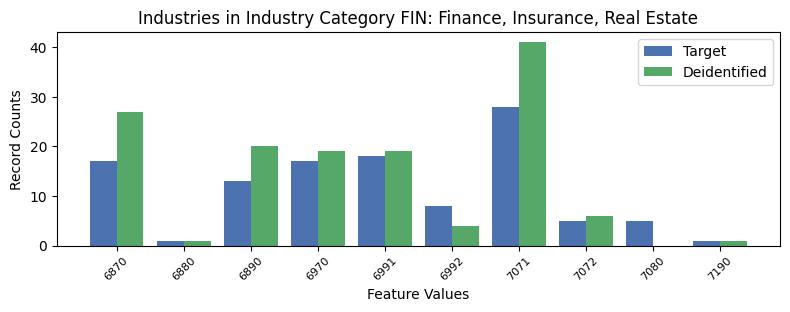 Industries in Industry Category FIN: Finance, Insurance, Real Estate
Target
Deidentified
Record Counts
40
30
20
10
0
6870 6880 6890 6970 6991 6992 7071 7072 7080 7190
Feature Values